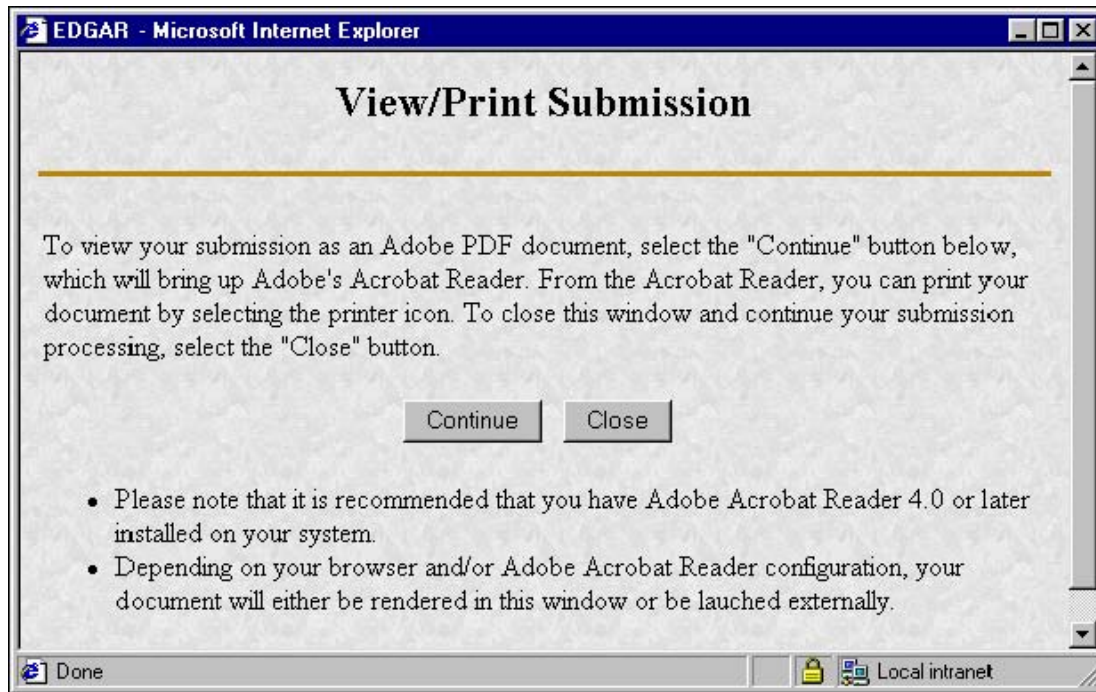 EDGAR - Microsoft Internet Explorer
View/Print Submission
To view your submission as an Adobe PDF document, select the "Continue" button below,
which will bring up Adobe's Acrobat Reader. From the Acrobat Reader, you can print your
document by selecting the printer icon. To close this window and continue your submission
processing, select the "Close" button.
Continue Close
• Please note that it is recommended that you have Adobe Acrobat Reader 4.0 or later
installed on your system.
• Depending on your browser and/or Adobe Acrobat Reader configuration, your
document will either be rendered in this window or be lauched externally.
Done Local intranet